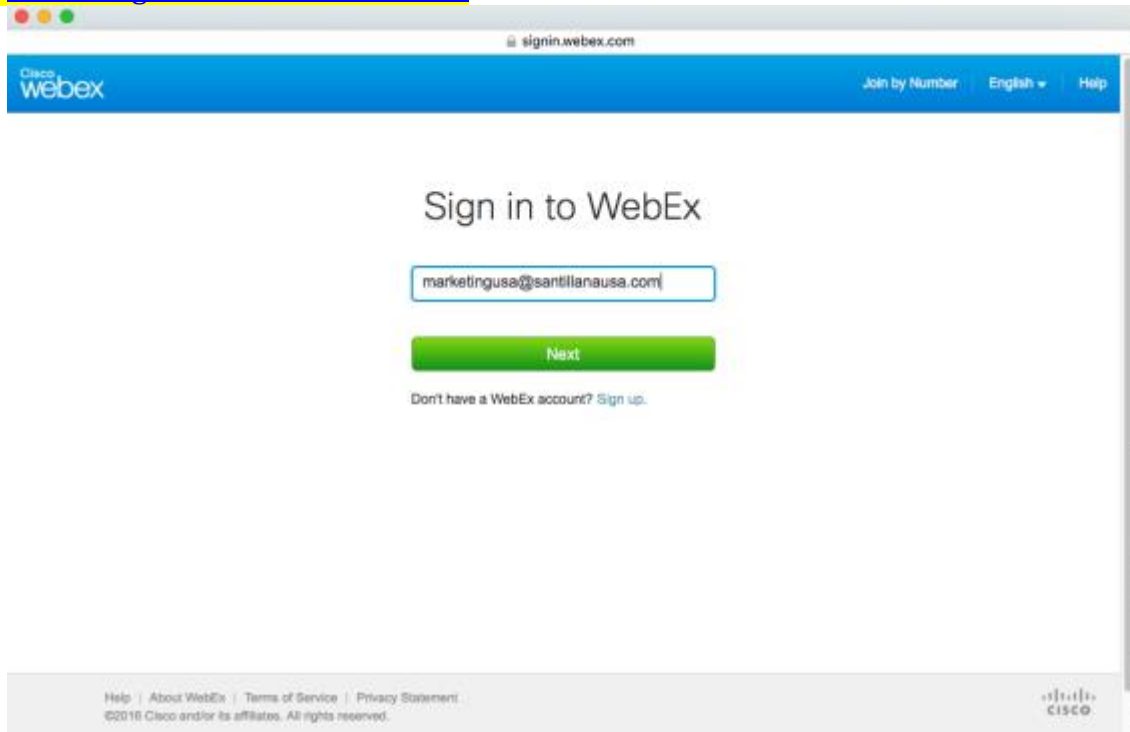 signin.webex.com
Cisco
webex
Join by Number English Help
Sign in to WebEx
marketingusa@santillanausa.com
Next
Don't have a WebEx account? Sign up.
Help | About WebEx | Terms of Service | Privacy Statement
©2016 Cisco and/or its affiliates. All rights reserved.
CISCO